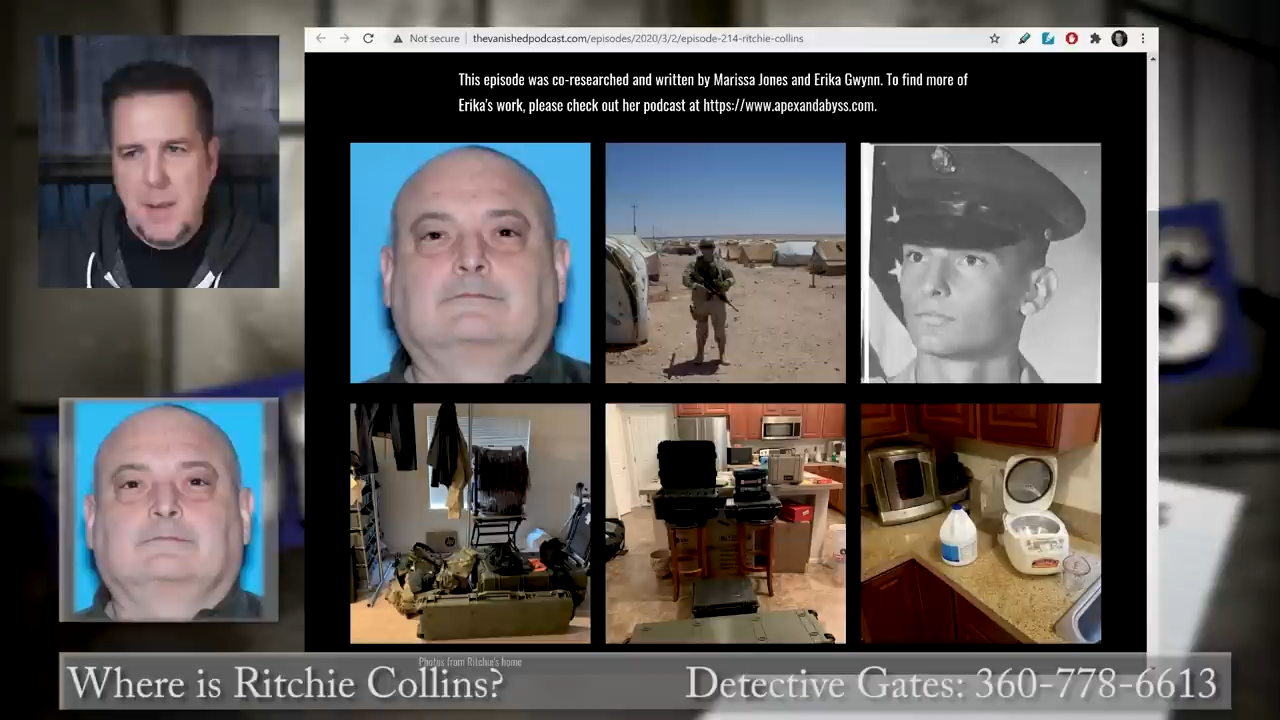 Not secure
thevanishedpodcast.com/episodes/2020/3/2/episode-214-ritchie-collins
This episode was co-researched and written by Marissa Jones and Erika Gwynn. To find more of
Erika's work, please check out her podcast at https://www.apexandabyss.com.
Photos from Ritchie's home
Where is Ritchie Collins?
Detective Gates: 360-778-6613